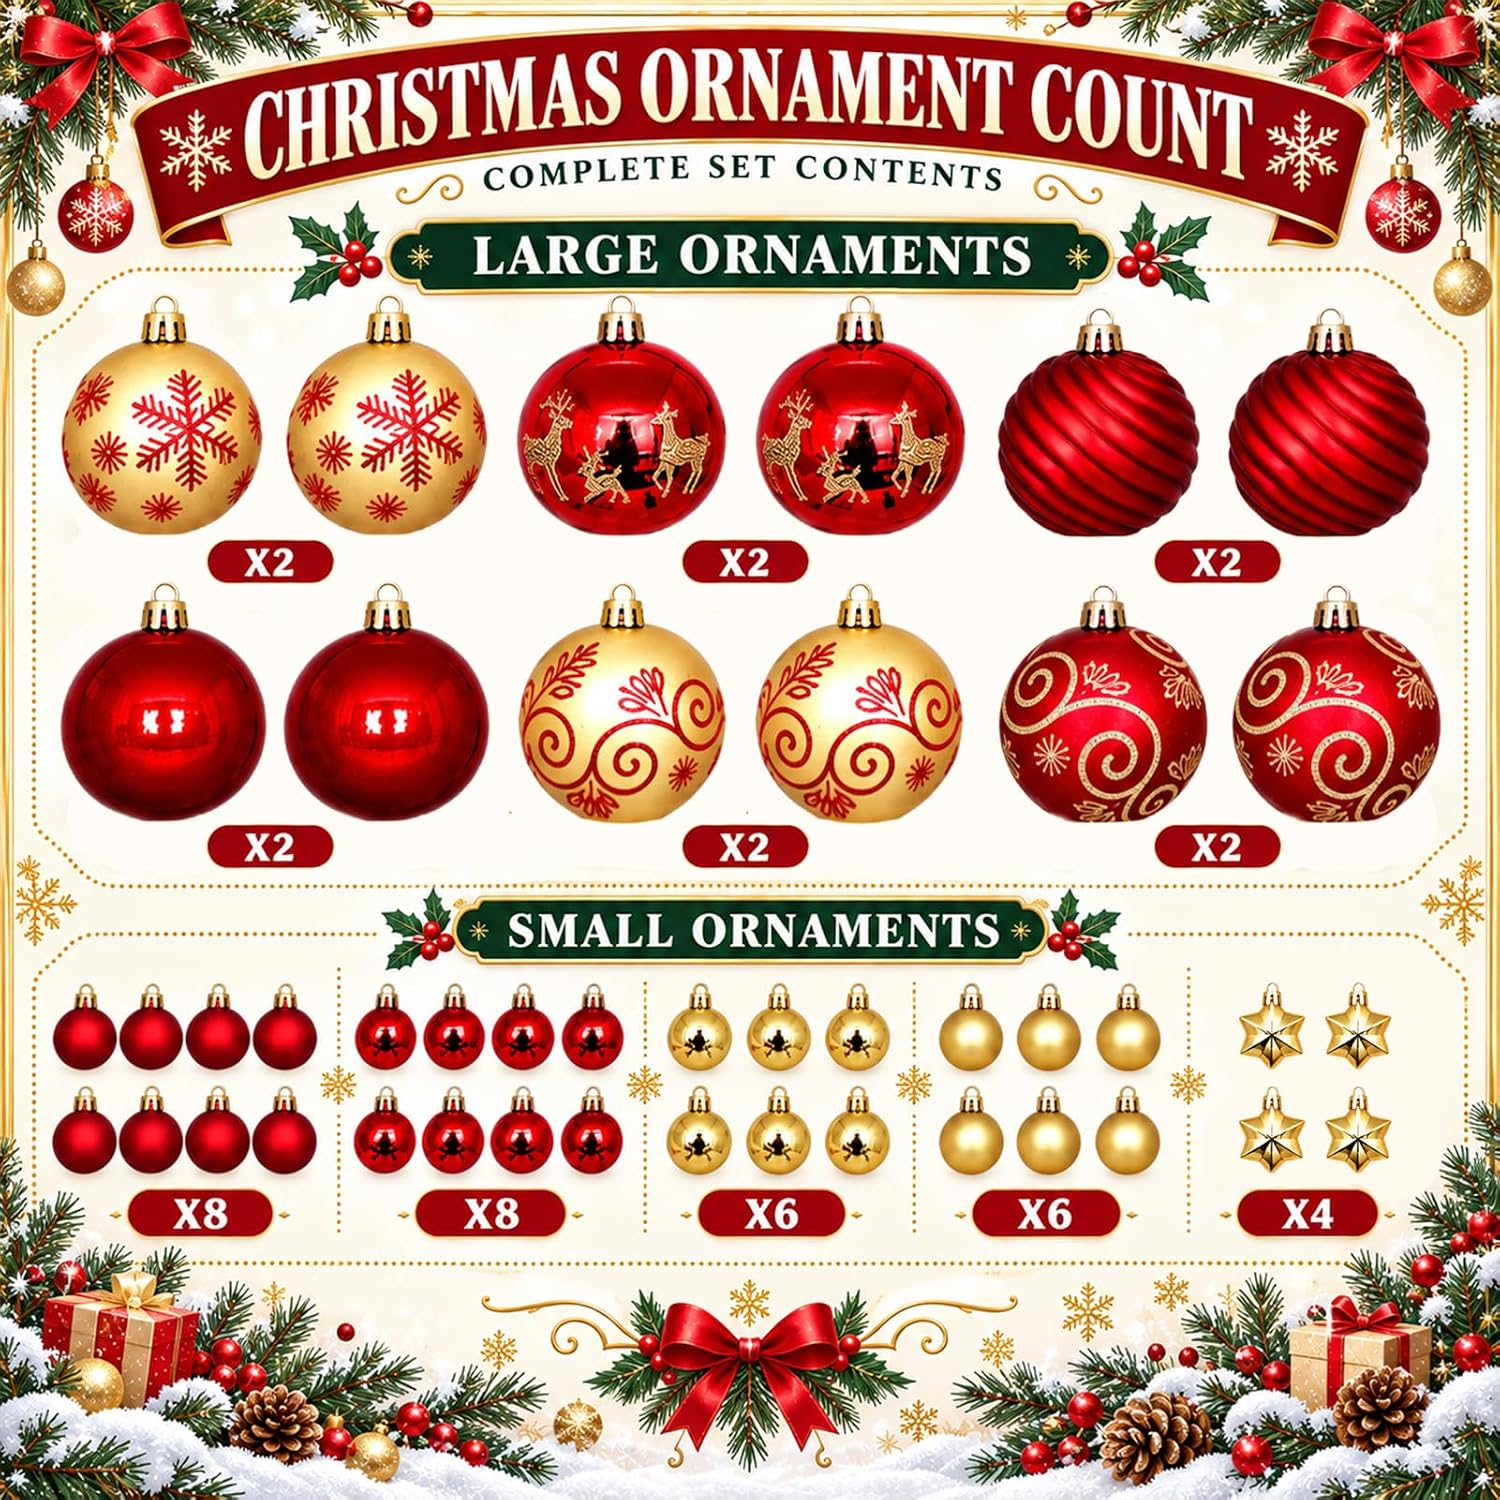 CHRISTMAS ORNAMENT COUNT
COMPLETE SET CONTENTS
LARGE ORNAMENTS
X2 X2 X2
X2 X2 X2
SMALL ORNAMENTS
X8 X8 X6 X6 X4